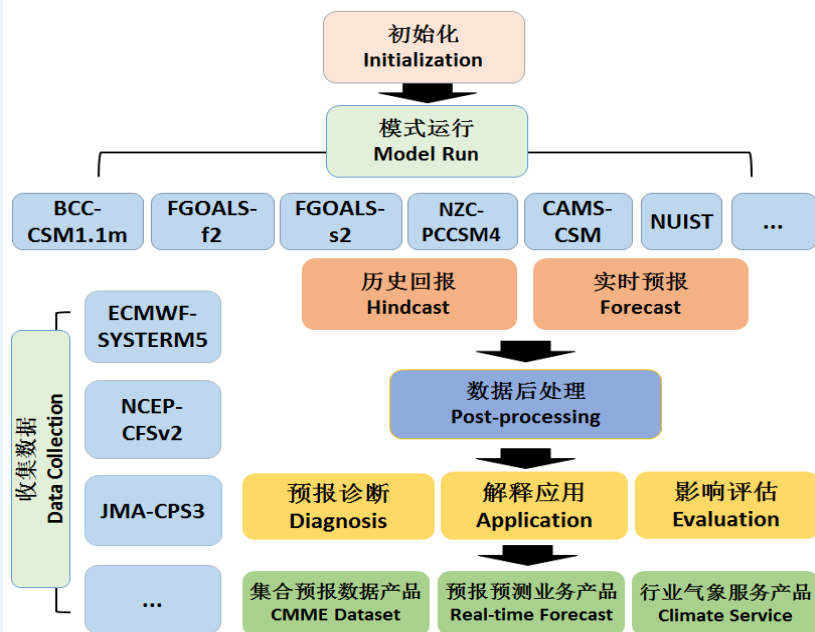 初始化
Initialization
模式运行
Model Run
BCC-
CSM1.1m
FGOALS-
f2
FGOALS-
s2
NZC-
PCCSM4
CAMS-
CSM
NUIST
...
历史回报
Hindcast
实时预报
Forecast
收集数据
Data Collection
ECMWF-
SYSTERM5
NCEP-
CFSv2
JMA-CPS3
...
数据后处理
Post-processing
预报诊断
Diagnosis
解释应用
Application
影响评估
Evaluation
集合预报数据产品
CMME Dataset
预报预测业务产品
Real-time Forecast
行业气象服务产品
Climate Service